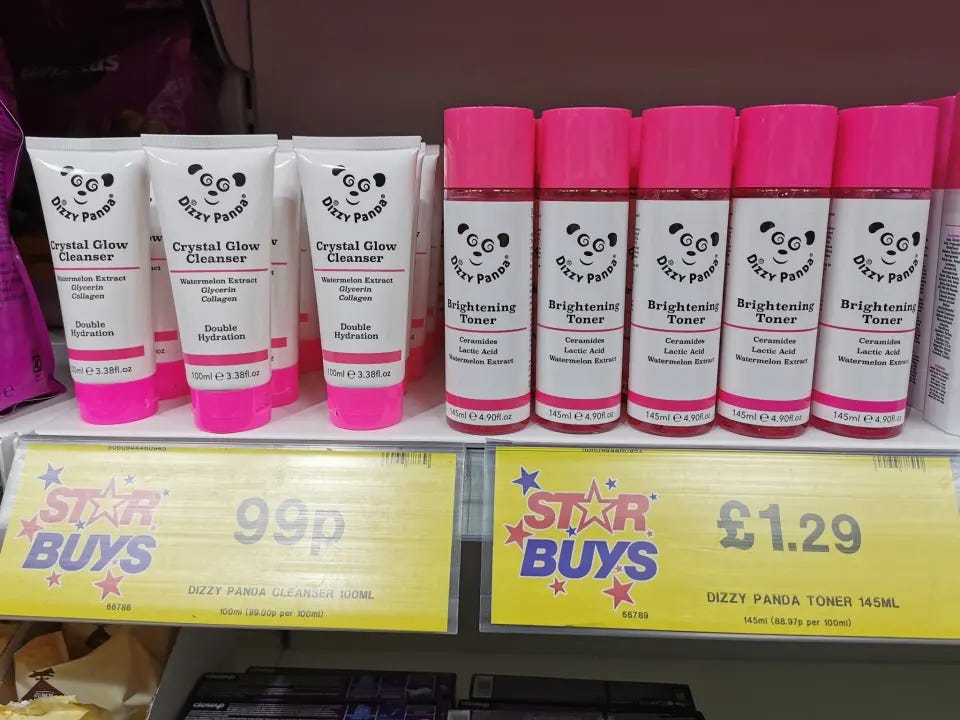 Dizzy Panda®
Crystal Glow
Cleanser
Watermelon Extract
Glycerin
Collagen
Double
Hydration
3.38fl.oz
Dizzy Panda®
Crystal Glow
Cleanser
Watermelon Extract
Glycerin
Collagen
Double
Hydration
100ml ℮ 3.38fl.oz
Dizzy Panda®
Crystal Glow
Cleanser
Watermelon Extract
Glycerin
Collagen
Double
Hydration
100ml ℮ 3.38fl.oz
Dizzy Panda®
Brightening
Toner
Ceramides
Lactic Acid
Watermelon Extract
145ml ℮ 4.90fl.oz
Dizzy Panda®
Brightening
Toner
Ceramides
Lactic Acid
Watermelon Extract
145ml ℮ 4.90fl.oz
Dizzy Panda®
Brightening
Toner
Ceramides
Lactic Acid
Watermelon Extract
145ml ℮ 4.90fl.oz
Dizzy Panda®
Brightening
Toner
Ceramides
Lactic Acid
Watermelon Extract
145ml ℮ 4.90fl.oz
Dizzy Panda®
Brightening
Toner
Ceramides
Lactic Acid
Watermelon Extract
145ml ℮ 4.90fl.oz
STAR
BUYS
99p
DIZZY PANDA CLEANSER 100ML
66788
100ml (99.00p per 100ml)
STAR
BUYS
£1.29
DIZZY PANDA TONER 145ML
66789
145ml (88.97p per 100ml)
closeup